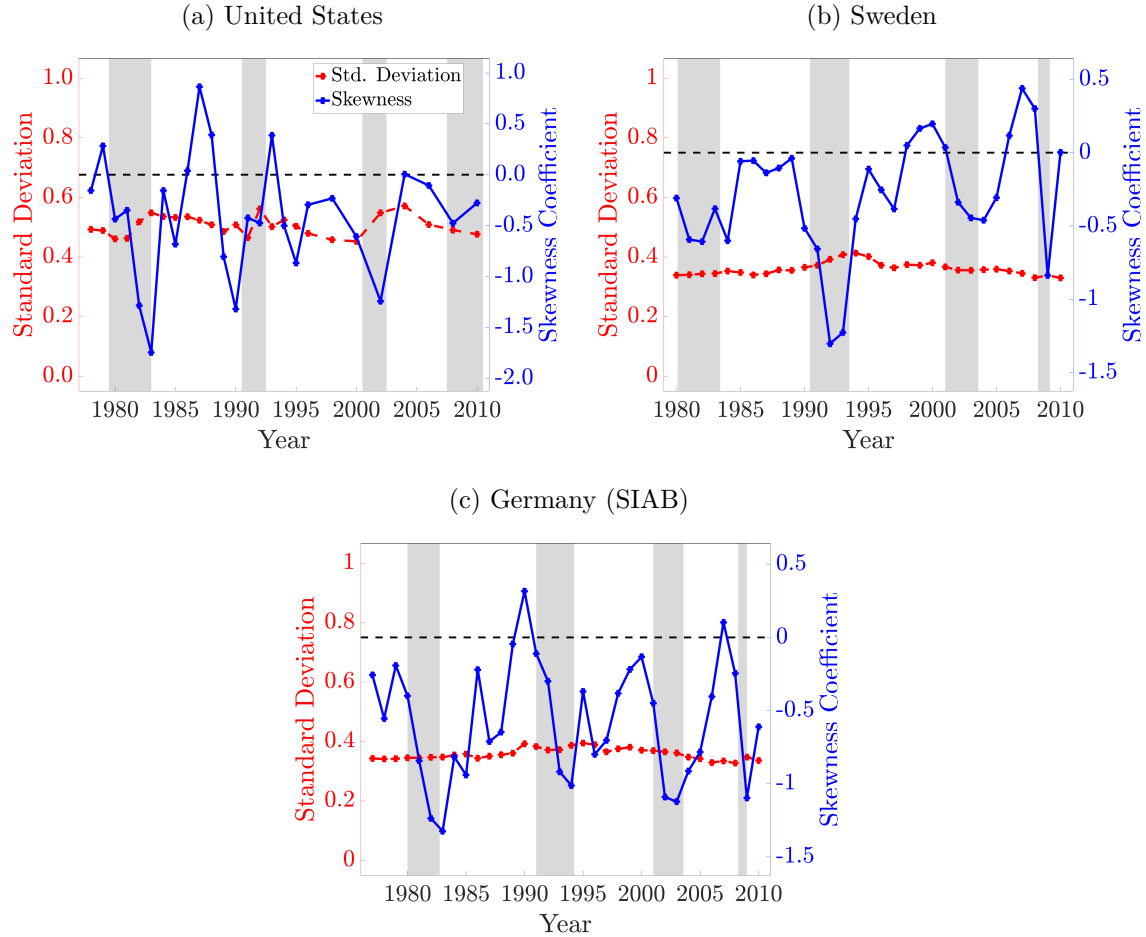 (a) United States
Standard Deviation
1.0
0.8
0.6
0.4
0.2
0.0
Std. Deviation
Skewness
1.0
0.5
0.0
-0.5
-1.0
-1.5
-2.0
Skewness Coefficient
1980 1985 1990 1995 2000 2005 2010
Year
(b) Sweden
Standard Deviation
1
0.8
0.6
0.4
0.2
0
0.5
0
-0.5
-1
-1.5
Skewness Coefficient
1980 1985 1990 1995 2000 2005 2010
Year
(c) Germany (SIAB)
Standard Deviation
1
0.8
0.6
0.4
0.2
0
0.5
0
-0.5
-1
-1.5
Skewness Coefficient
1980 1985 1990 1995 2000 2005 2010
Year